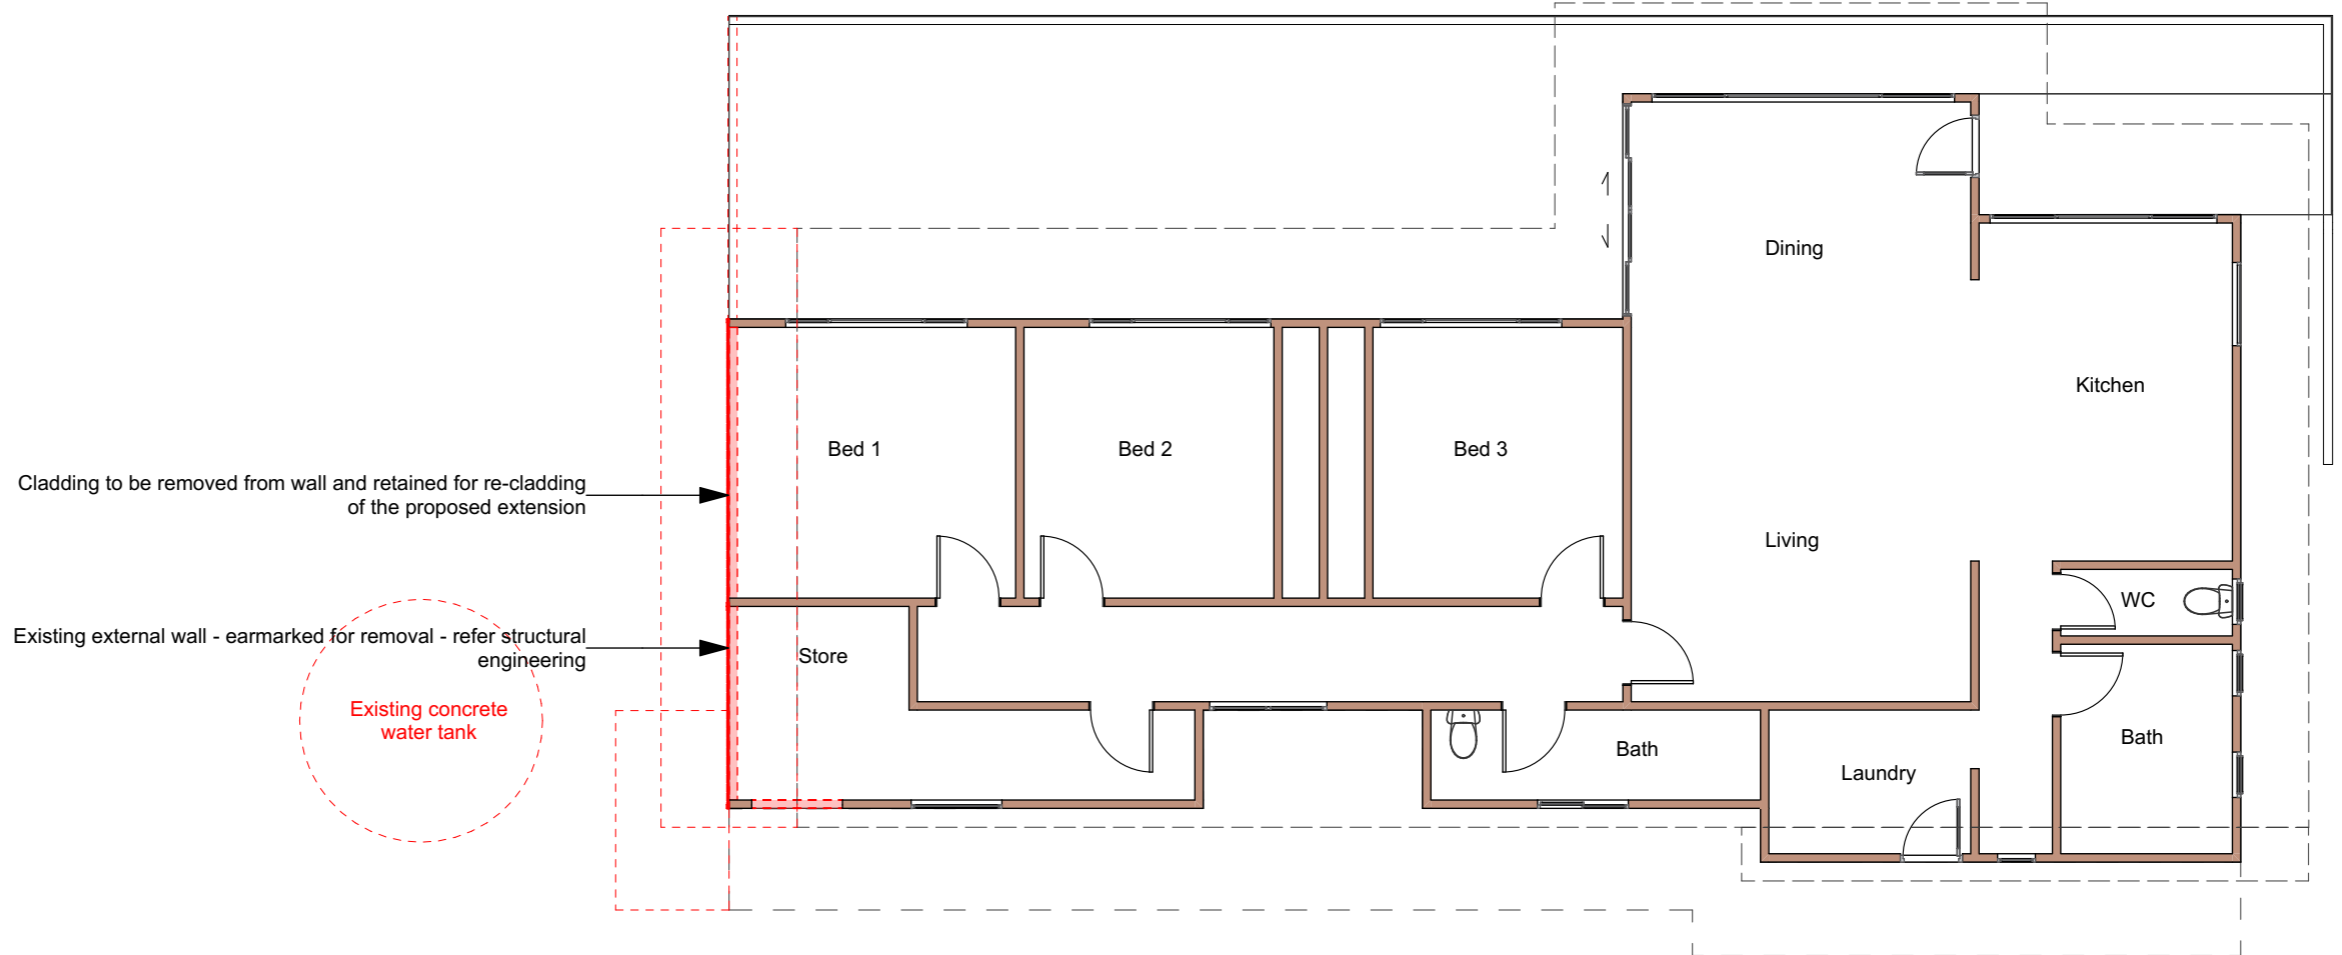 Dining
Kitchen
Bed 1
Bed 2
Bed 3
Cladding to be removed from wall and retained for re-cladding
of the proposed extension
Living
WC
Existing external wall - earmarked for removal - refer structural
engineering
Store
Existing concrete
water tank
Bath
Bath
Laundry